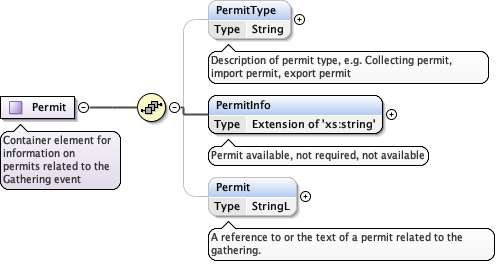 PermitType
Type String
Description of permit type, e.g. Collecting permit,
import permit, export permit
Permit
Container element for
information on
permits related to the
Gathering event
PermitInfo
Type Extension of 'xs:string'
Permit available, not required, not available
Permit
Type StringL
A reference to or the text of a permit related to the
gathering.